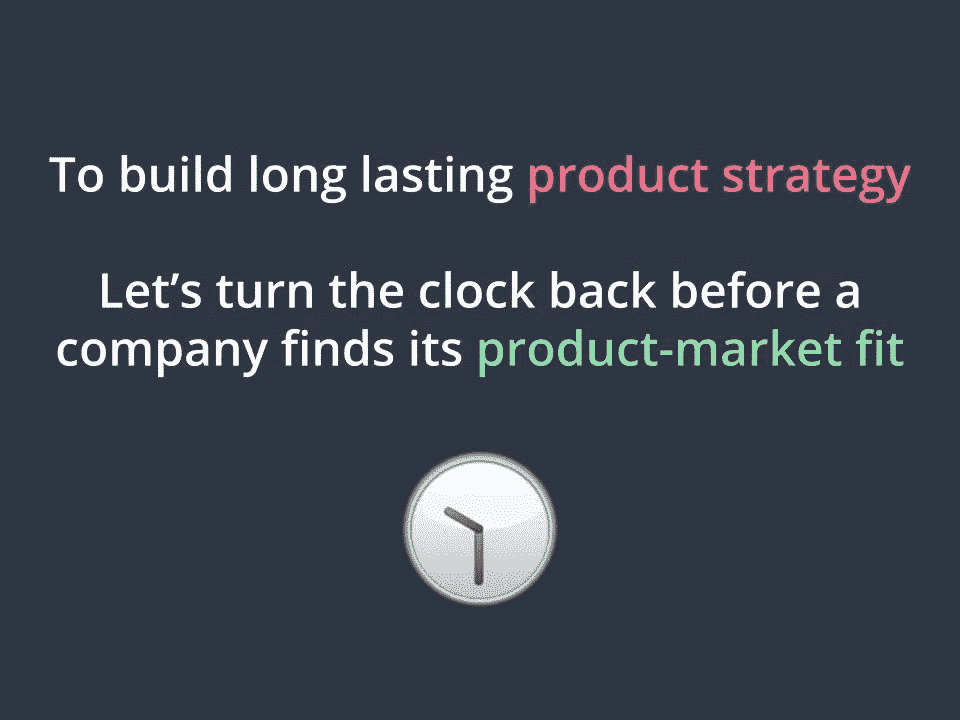 To build long lasting product strategy
Let’s turn the clock back before a
company finds its product-market fit